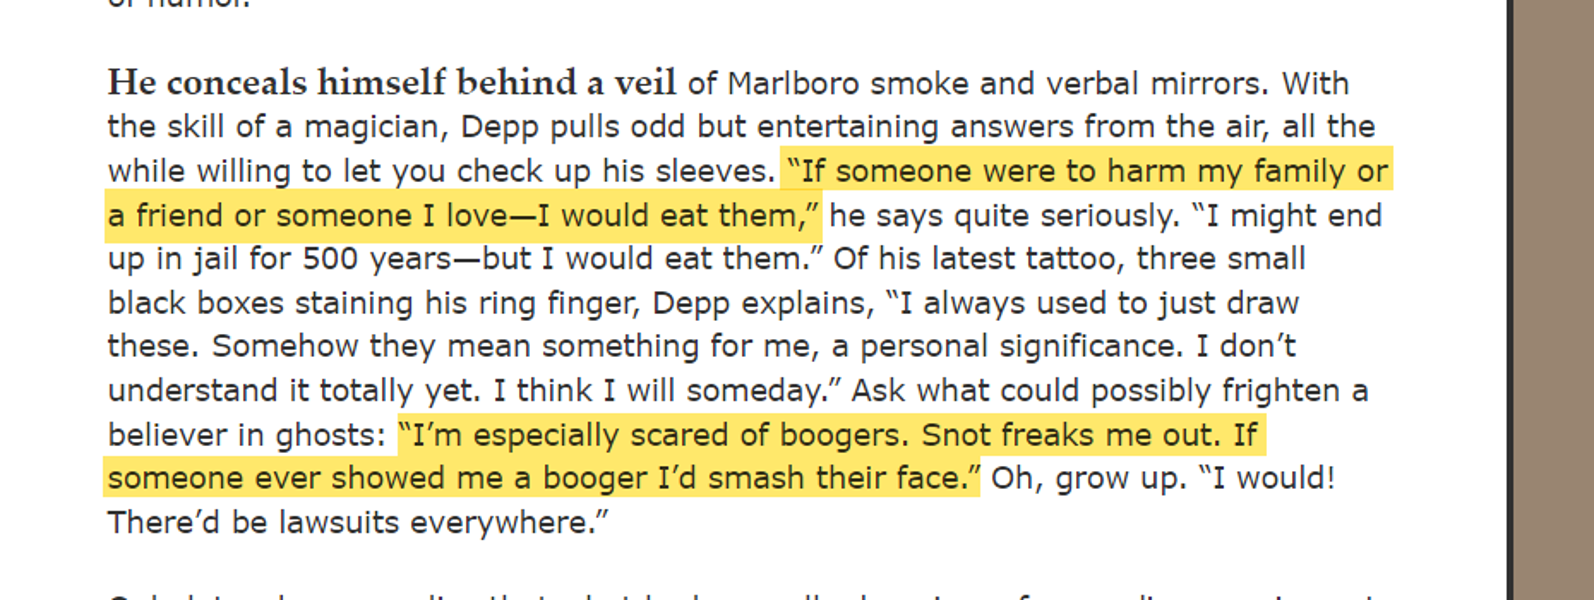 or humor.
He conceals himself behind a veil of Marlboro smoke and verbal mirrors. With
the skill of a magician, Depp pulls odd but entertaining answers from the air, all the
while willing to let you check up his sleeves. “If someone were to harm my family or
a friend or someone I love—I would eat them,” he says quite seriously. “I might end
up in jail for 500 years—but I would eat them.” Of his latest tattoo, three small
black boxes staining his ring finger, Depp explains, “I always used to just draw
these. Somehow they mean something for me, a personal significance. I don’t
understand it totally yet. I think I will someday.” Ask what could possibly frighten a
believer in ghosts: “I’m especially scared of boogers. Snot freaks me out. If
someone ever showed me a booger I’d smash their face.” Oh, grow up. “I would!
There’d be lawsuits everywhere.”